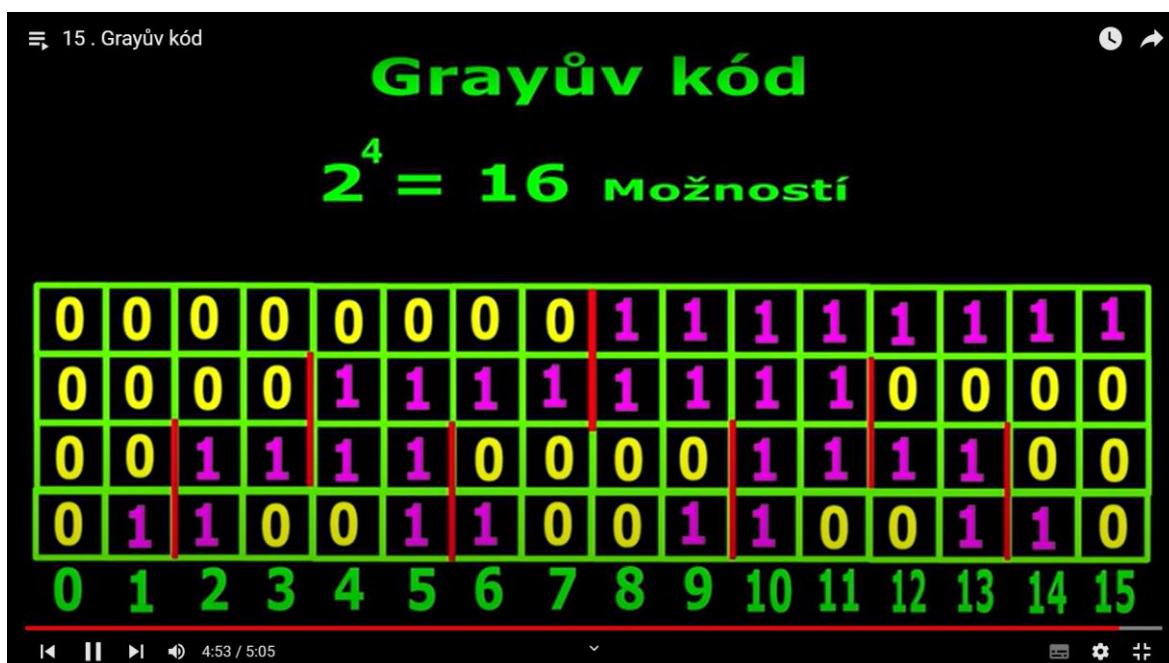 15 . Grayův kód
Grayův kód
2⁴ = 16 Možností
0 0 0 0 0 0 0 0 1 1 1 1 1 1 1 1
0 0 0 0 1 1 1 1 1 1 1 1 0 0 0 0
0 0 1 1 1 1 0 0 0 0 1 1 1 1 0 0
0 1 1 0 0 1 1 0 0 1 1 0 0 1 1 0
0 1 2 3 4 5 6 7 8 9 10 11 12 13 14 15
4:53 / 5:05